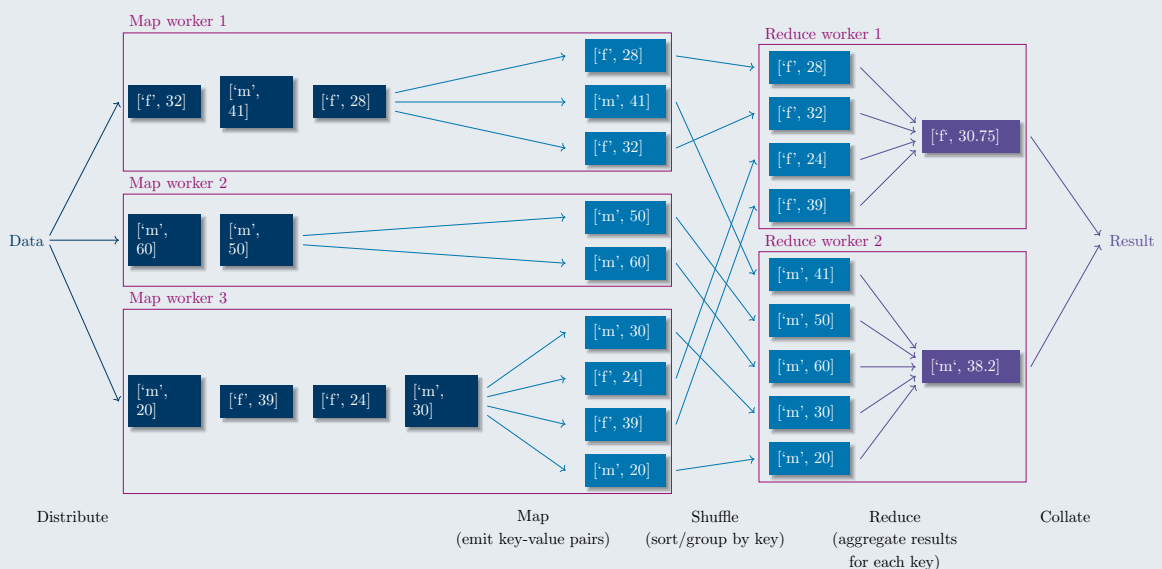 Map worker 1
[‘f’, 32]
[‘m’,
41]
[‘f’, 28]
[‘f’, 28]
[‘m’, 41]
[‘f’, 32]
Map worker 2
[‘m’,
60]
[‘m’,
50]
[‘m’, 50]
[‘m’, 60]
Map worker 3
[‘m’,
20]
[‘f’, 39]
[‘f’, 24]
[‘m’,
30]
[‘m’, 30]
[‘f’, 24]
[‘f’, 39]
[‘m’, 20]
Data
Reduce worker 1
[‘f’, 28]
[‘f’, 32]
[‘f’, 24]
[‘f’, 39]
[‘f‘, 30.75]
Reduce worker 2
[‘m’, 41]
[‘m’, 50]
[‘m’, 60]
[‘m’, 30]
[‘m’, 20]
[‘m‘, 38.2]
Result
Distribute
Map
(emit key-value pairs)
Shuffle
(sort/group by key)
Reduce
(aggregate results
for each key)
Collate